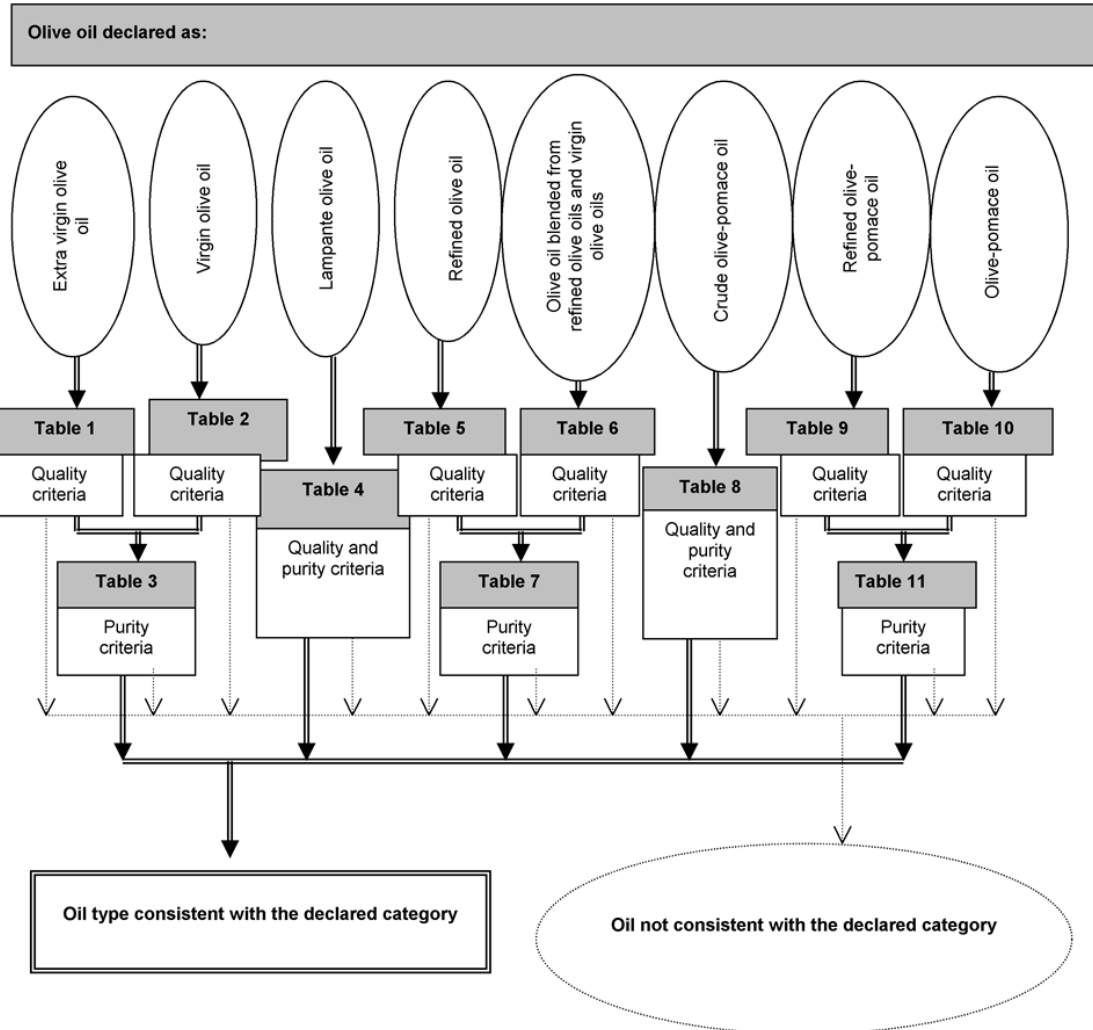 Olive oil declared as:
Extra virgin olive
oil
Virgin olive oil
Lampante olive oil
Refined olive oil
Olive oil blended from
refined olive oils and virgin
olive oils
Crude olive-pomace oil
Refined olive-
pomace oil
Olive-pomace oil
Table 1
Quality
criteria
Table 2
Quality
criteria
Table 3
Purity
criteria
Table 4
Quality and
purity criteria
Table 5
Quality
criteria
Table 6
Quality
criteria
Table 7
Purity
criteria
Table 8
Quality and
purity
criteria
Table 9
Quality
criteria
Table 10
Quality
criteria
Table 11
Purity
criteria
Oil type consistent with the declared category
Oil not consistent with the declared category